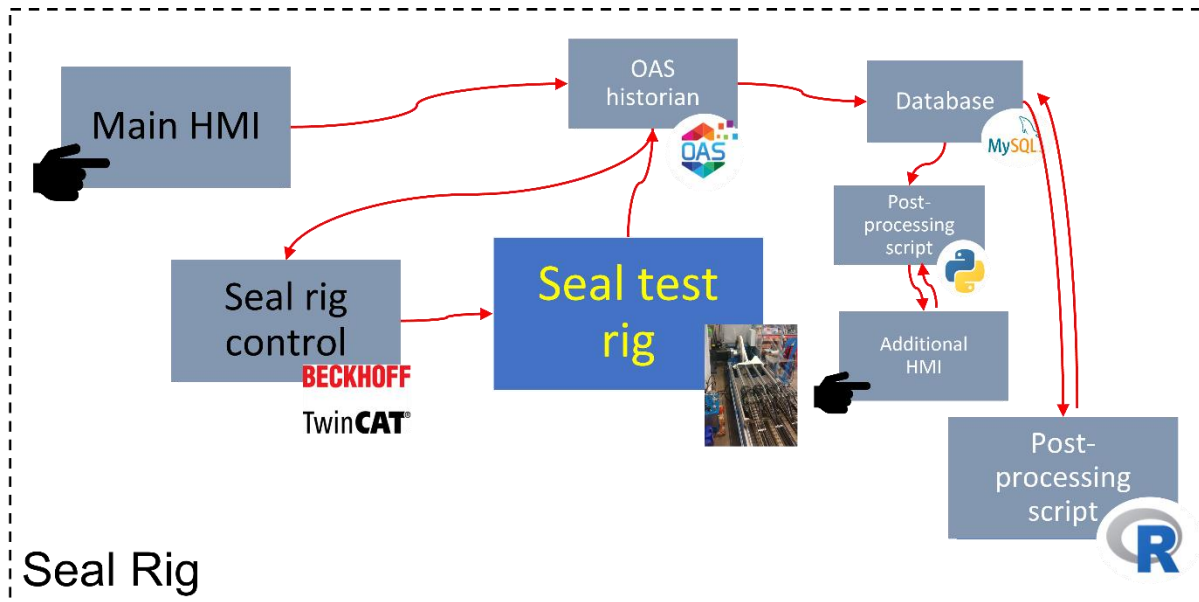 Main HMI
OAS
historian
OAS
Database
MySQL
Post-
processing
script
Seal rig
control
BECKHOFF
TwinCAT®
Seal test
rig
Additional
HMI
Post-
processing
script
R
Seal Rig